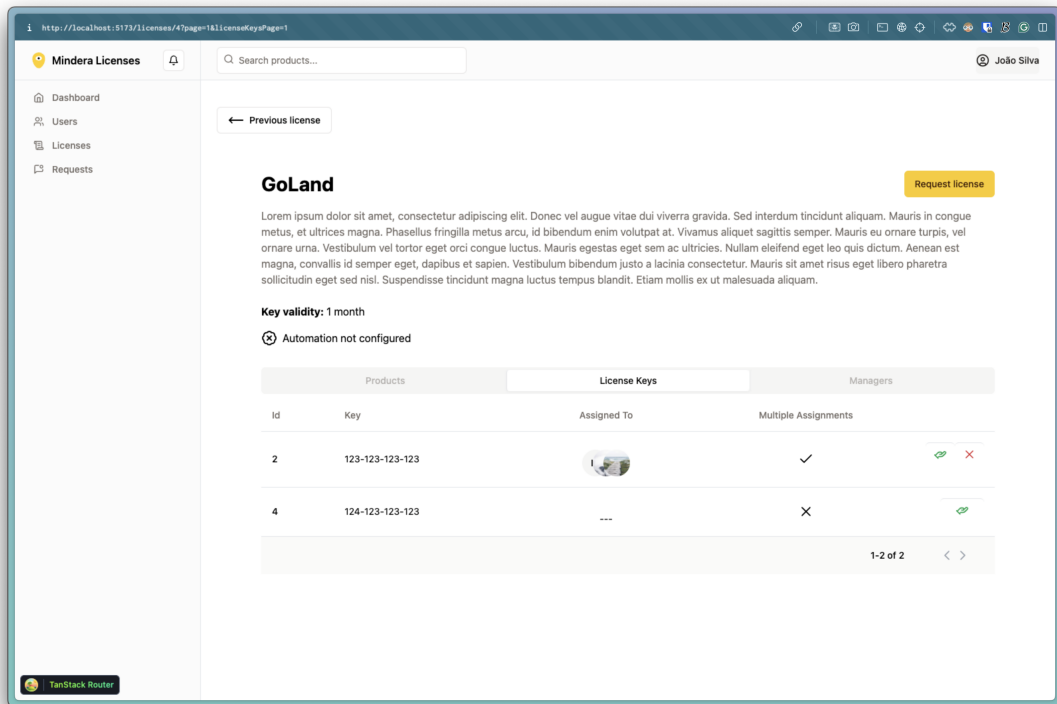 http://localhost:5173/licenses/4?page=1&licenseKeysPage=1
Mindera Licenses
Search products...
João Silva
Dashboard
Users
Licenses
Requests
Previous license
GoLand
Request license
Lorem ipsum dolor sit amet, consectetur adipiscing elit. Donec vel augue vitae dui viverra gravida. Sed interdum tincidunt aliquam. Mauris in congue
metus, et ultrices magna. Phasellus fringilla metus arcu, id bibendum enim volutpat at. Vivamus aliquet sagittis semper. Mauris eu ornare turpis, vel
ornare urna. Vestibulum vel tortor eget orci congue luctus. Mauris egestas eget sem ac ultricies. Nullam eleifend eget leo quis dictum. Aenean est
magna, convallis id semper eget, dapibus et sapien. Vestibulum bibendum justo a lacinia consectetur. Mauris sit amet risus eget libero pharetra
sollicitudin eget sed nisl. Suspendisse tincidunt magna luctus tempus blandit. Etiam mollis ex ut malesuada aliquam.
Key validity: 1 month
Automation not configured
Products License Keys Managers
Id Key Assigned To Multiple Assignments
2 123-123-123-123
4 124-123-123-123 ---
1-2 of 2
TanStack Router